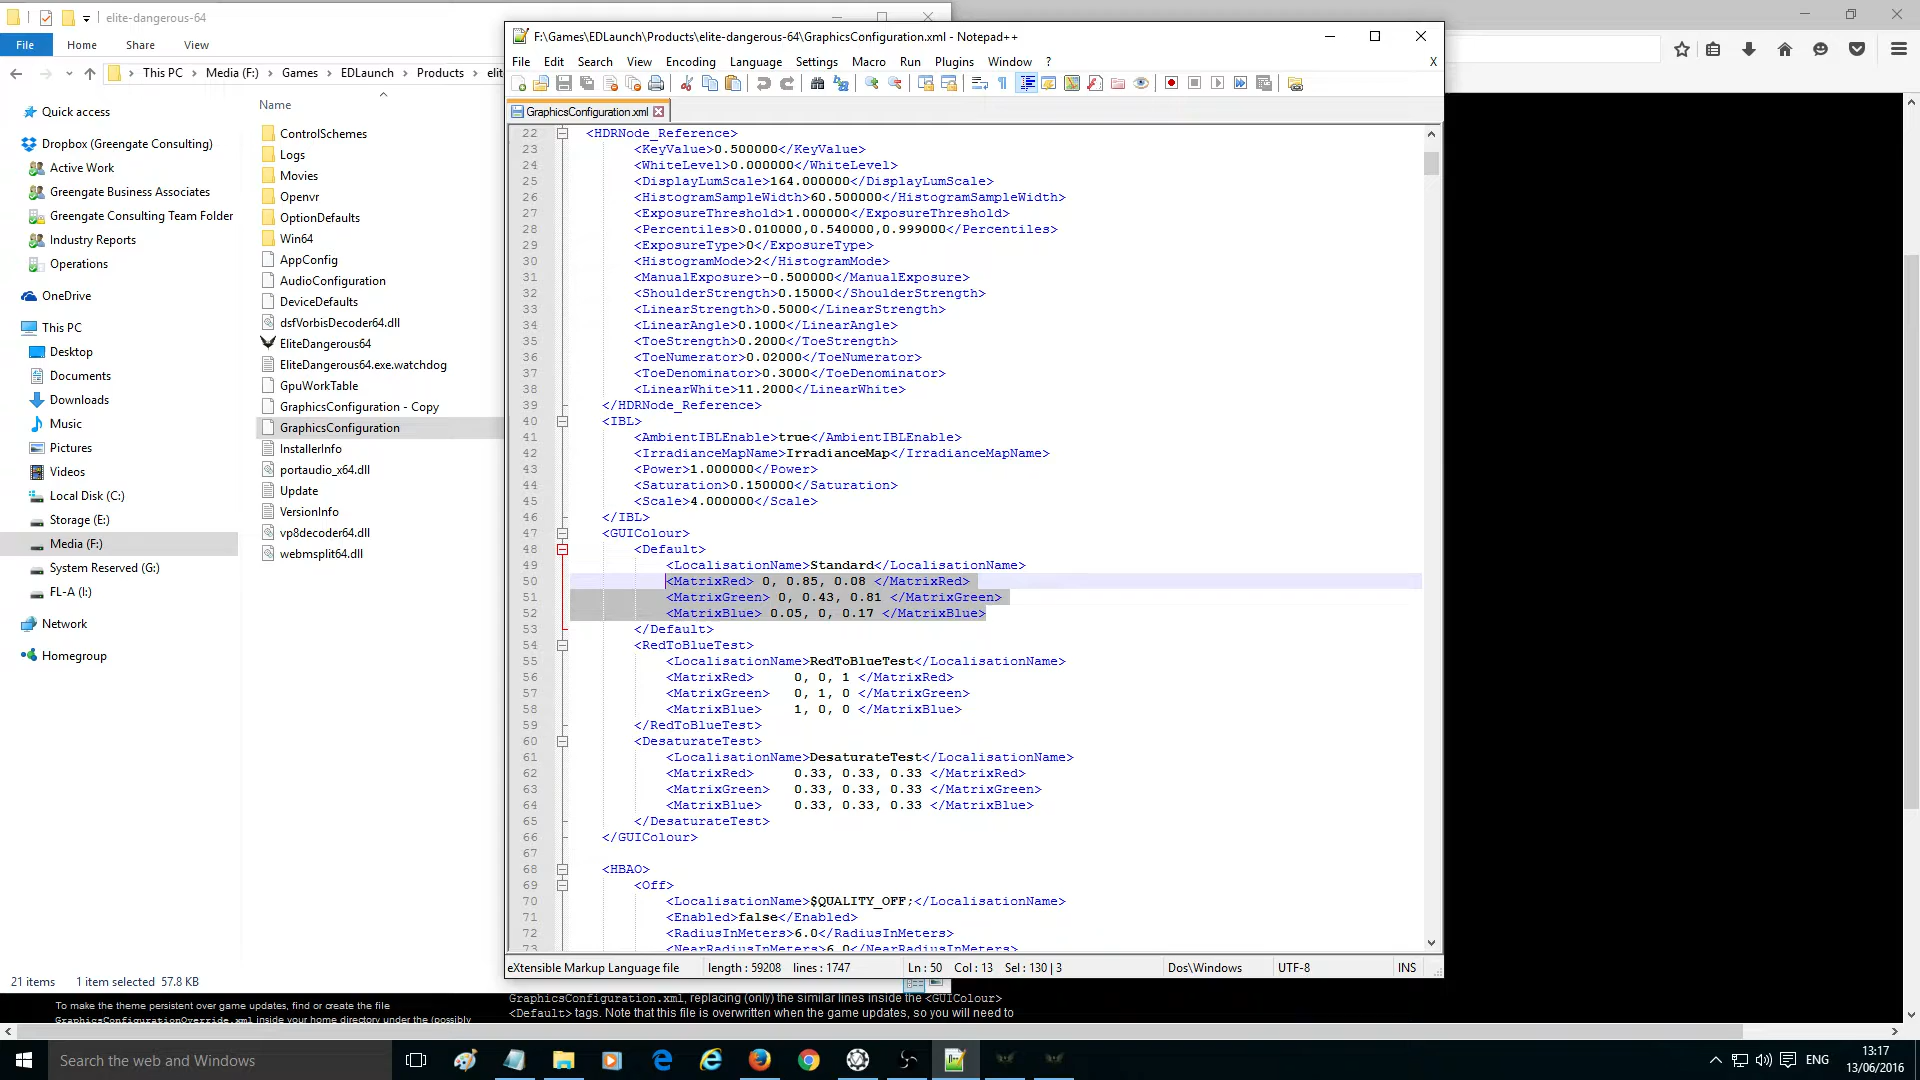 elite-dangerous-64
File Home Share View
This PC Media (F:) Games EDLaunch Products elit
Quick access
Dropbox (Greengate Consulting)
Active Work
Greengate Business Associates
Greengate Consulting Team Folder
Industry Reports
Operations
OneDrive
This PC
Desktop
Documents
Downloads
Music
Pictures
Videos
Local Disk (C:)
Storage (E:)
Media (F:)
System Reserved (G:)
FL-A (I:)
Network
Homegroup
Name
ControlSchemes
Logs
Movies
Openvr
OptionDefaults
Win64
AppConfig
AudioConfiguration
DeviceDefaults
dsfVorbisDecoder64.dll
EliteDangerous64
EliteDangerous64.exe.watchdog
GpuWorkTable
GraphicsConfiguration - Copy
GraphicsConfiguration
InstallerInfo
portaudio_x64.dll
Update
VersionInfo
vp8decoder64.dll
webmsplit64.dll
21 items 1 item selected 57.8 KB
F:\Games\EDLaunch\Products\elite-dangerous-64\GraphicsConfiguration.xml - Notepad++
File Edit Search View Encoding Language Settings Macro Run Plugins Window ? X
GraphicsConfiguration.xml
22 <HDRNode_Reference>
23 <KeyValue>0.500000</KeyValue>
24 <WhiteLevel>0.000000</WhiteLevel>
25 <DisplayLumScale>164.000000</DisplayLumScale>
26 <HistogramSampleWidth>60.500000</HistogramSampleWidth>
27 <ExposureThreshold>1.000000</ExposureThreshold>
28 <Percentiles>0.010000,0.540000,0.999000</Percentiles>
29 <ExposureType>0</ExposureType>
30 <HistogramMode>2</HistogramMode>
31 <ManualExposure>-0.500000</ManualExposure>
32 <ShoulderStrength>0.15000</ShoulderStrength>
33 <LinearStrength>0.5000</LinearStrength>
34 <LinearAngle>0.1000</LinearAngle>
35 <ToeStrength>0.2000</ToeStrength>
36 <ToeNumerator>0.02000</ToeNumerator>
37 <ToeDenominator>0.3000</ToeDenominator>
38 <LinearWhite>11.2000</LinearWhite>
39 </HDRNode_Reference>
40 <IBL>
41 <AmbientIBLEnable>true</AmbientIBLEnable>
42 <IrradianceMapName>IrradianceMap</IrradianceMapName>
43 <Power>1.000000</Power>
44 <Saturation>0.150000</Saturation>
45 <Scale>4.000000</Scale>
46 </IBL>
47 <GUIColour>
48 <Default>
49 <LocalisationName>Standard</LocalisationName>
50 <MatrixRed> 0, 0.85, 0.08 </MatrixRed>
51 <MatrixGreen> 0, 0.43, 0.81 </MatrixGreen>
52 <MatrixBlue> 0.05, 0, 0.17 </MatrixBlue>
53 </Default>
54 <RedToBlueTest>
55 <LocalisationName>RedToBlueTest</LocalisationName>
56 <MatrixRed> 0, 0, 1 </MatrixRed>
57 <MatrixGreen> 0, 1, 0 </MatrixGreen>
58 <MatrixBlue> 1, 0, 0 </MatrixBlue>
59 </RedToBlueTest>
60 <DesaturateTest>
61 <LocalisationName>DesaturateTest</LocalisationName>
62 <MatrixRed> 0.33, 0.33, 0.33 </MatrixRed>
63 <MatrixGreen> 0.33, 0.33, 0.33 </MatrixGreen>
64 <MatrixBlue> 0.33, 0.33, 0.33 </MatrixBlue>
65 </DesaturateTest>
66 </GUIColour>
67
68 <HBAO>
69 <Off>
70 <LocalisationName>$QUALITY_OFF;</LocalisationName>
71 <Enabled>false</Enabled>
72 <RadiusInMeters>6.0</RadiusInMeters>
73 <NearRadiusInMeters>6.0</NearRadiusInMeters>
eXtensible Markup Language file length : 59208 lines : 1747 Ln : 50 Col : 13 Sel : 130 | 3 Dos\Windows UTF-8 INS
To make the theme persistent over game updates, find or create the file
GraphicsConfigurationOverride.xml inside your home directory under the (possibly
GraphicsConfiguration.xml, replacing (only) the similar lines inside the <GUIColour>
<Default> tags. Note that this file is overwritten when the game updates, so you will need to
Search the web and Windows
ENG
13:17
13/06/2016